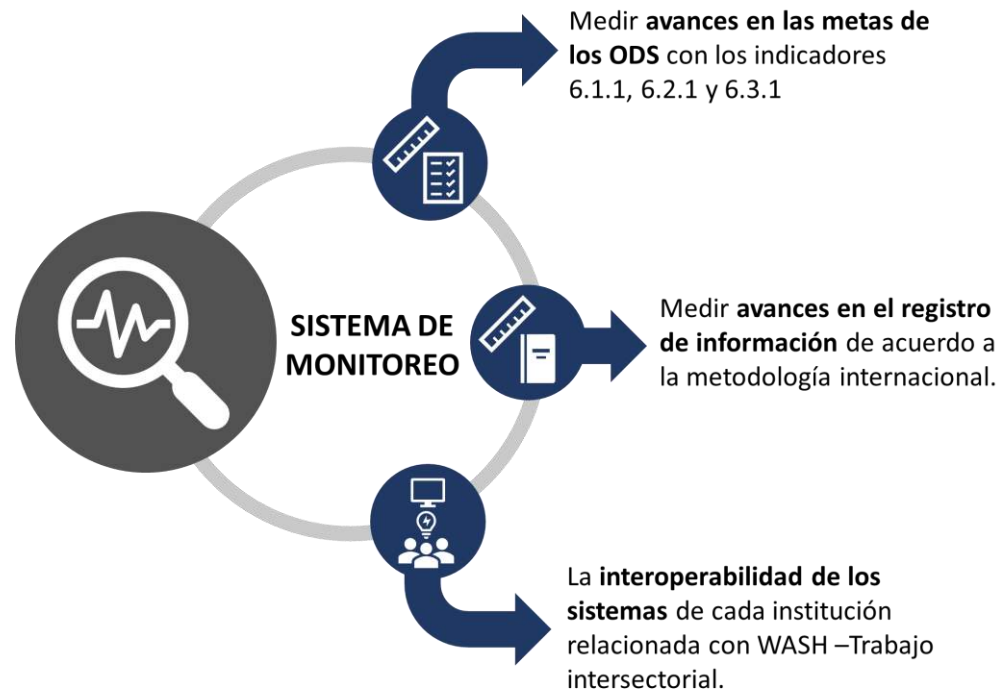 Medir avances en las metas de
los ODS con los indicadores
6.1.1, 6.2.1 y 6.3.1
SISTEMA DE
MONITOREO
Medir avances en el registro
de información de acuerdo a
la metodología internacional.
La interoperabilidad de los
sistemas de cada institución
relacionada con WASH –Trabajo
intersectorial.